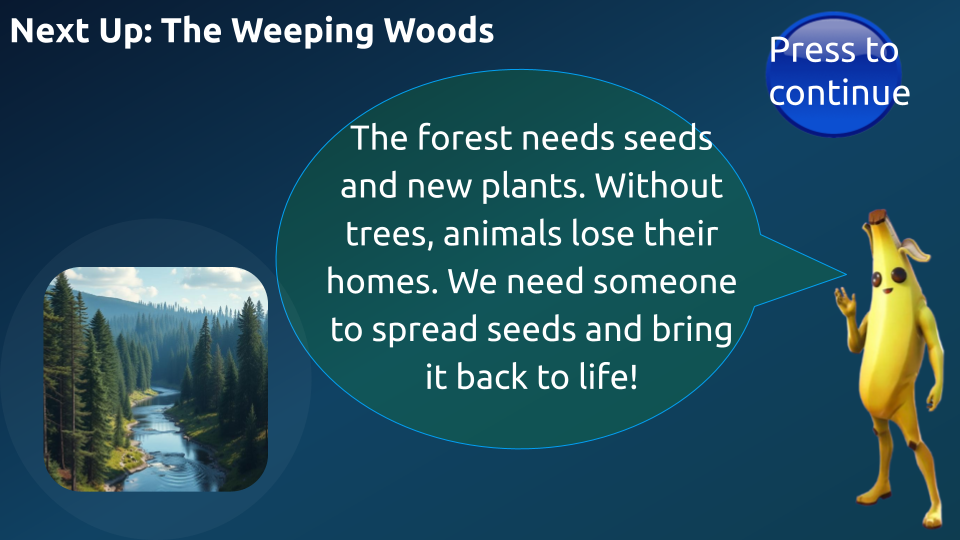 Next Up: The Weeping Woods
Press to
continue
The forest needs seeds
and new plants. Without
trees, animals lose their
homes. We need someone
to spread seeds and bring
it back to life!